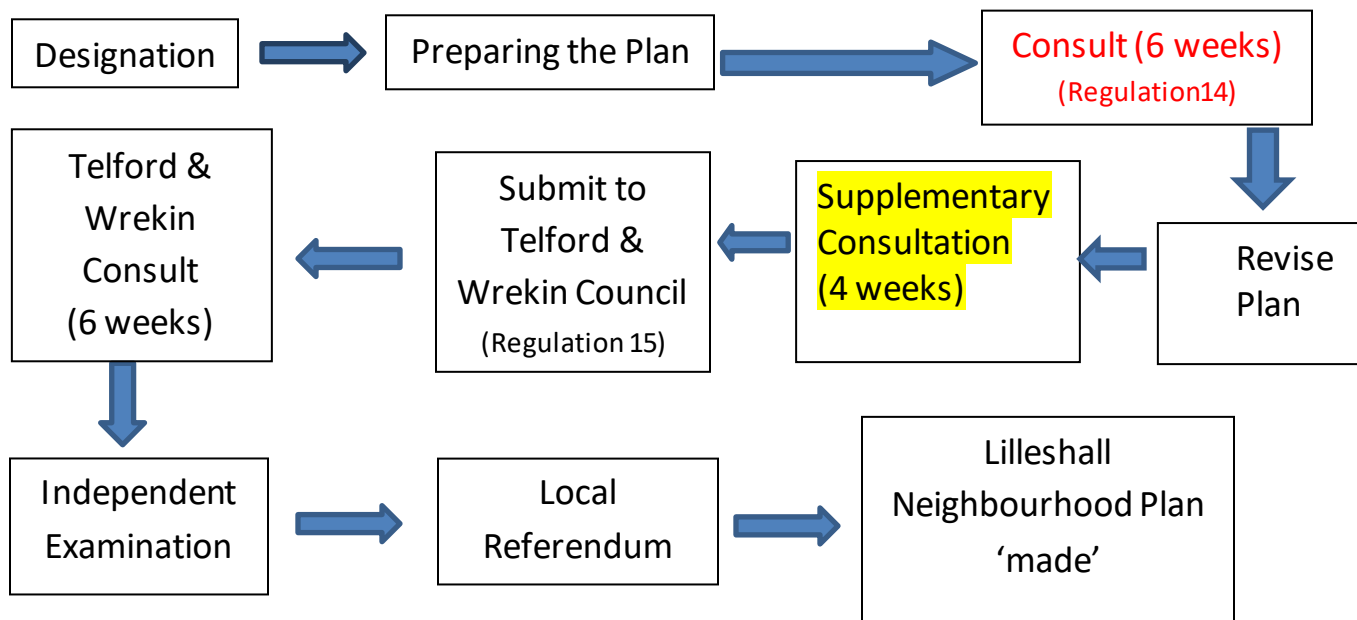 Designation
Preparing the Plan
Consult (6 weeks)
(Regulation14)
Revise
Plan
Supplementary
Consultation
(4 weeks)
Submit to
Telford &
Wrekin Council
(Regulation 15)
Telford &
Wrekin
Consult
(6 weeks)
Independent
Examination
Local
Referendum
Lilleshall
Neighbourhood Plan
‘made’